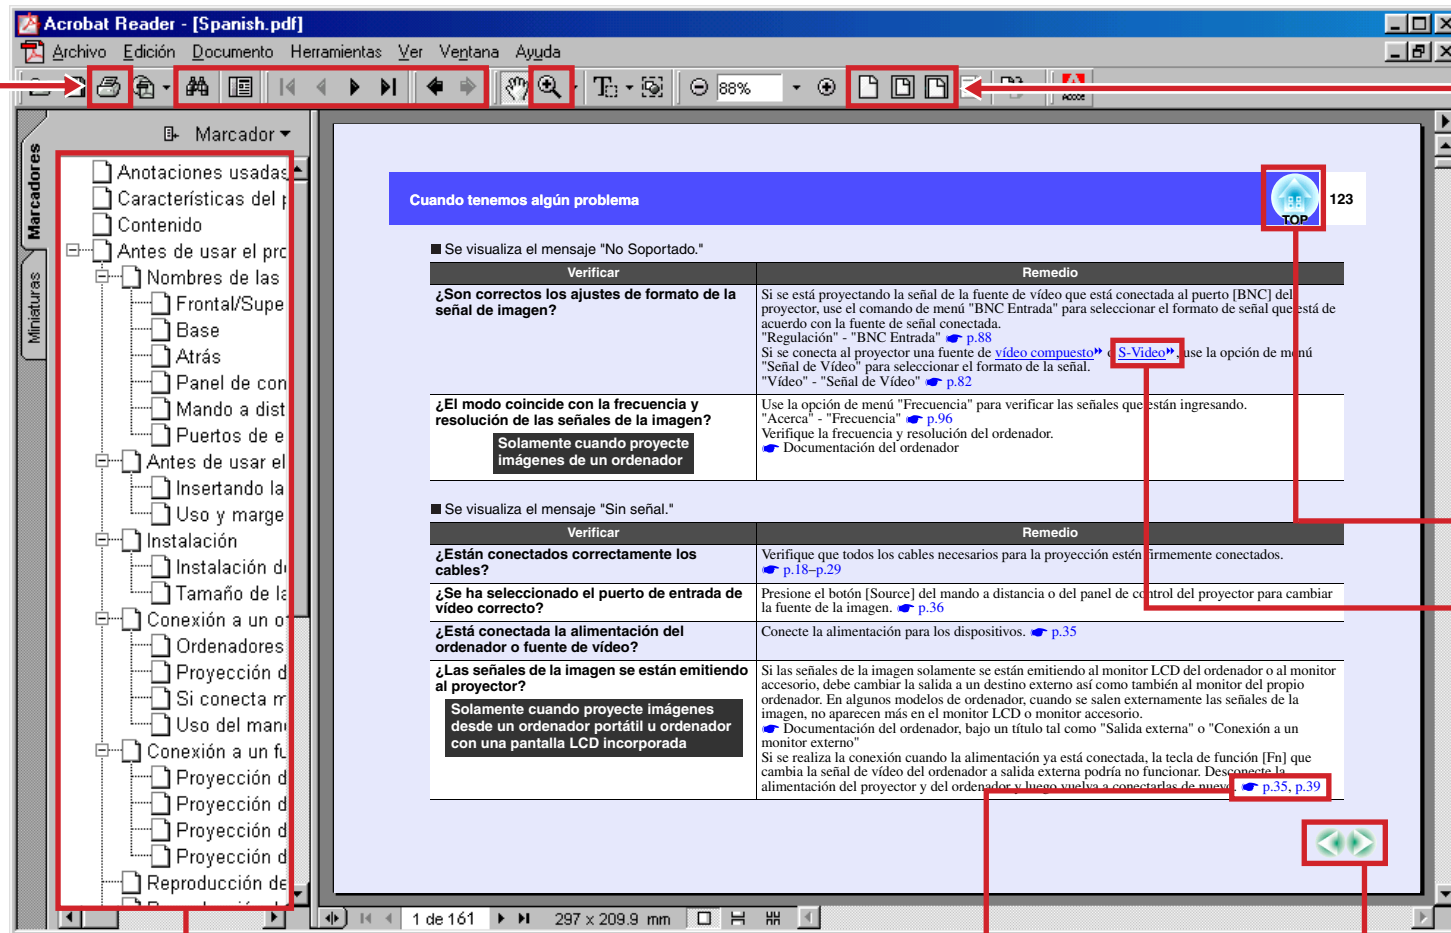 Acrobat Reader - [Spanish.pdf]
Archivo Edición Documento Herramientas Ver Ventana Ayuda
88%
Adobe
Marcadores
Miniaturas
Marcador
Anotaciones usadas
Características del p
Contenido
Antes de usar el pro
Nombres de las
Frontal/Supe
Base
Atrás
Panel de con
Mando a dist
Puertos de e
Antes de usar el
Insertando la
Uso y marge
Instalación
Instalación d
Tamaño de la
Conexión a un o
Ordenadores
Proyección d
Si conecta m
Uso del man
Conexión a un fu
Proyección d
Proyección d
Proyección d
Proyección d
Reproducción de
Cuando tenemos algún problema
TOP
123
■ Se visualiza el mensaje "No Soportado."
Verificar Remedio
¿Son correctos los ajustes de formato de la
señal de imagen?
Si se está proyectando la señal de la fuente de vídeo que está conectada al puerto [BNC] del
proyector, use el comando de menú "BNC Entrada" para seleccionar el formato de señal que está de
acuerdo con la fuente de señal conectada.
"Regulación" - "BNC Entrada" ☛ p.88
Si se conecta al proyector una fuente de vídeo compuesto o S-Video, use la opción de menú
"Señal de Vídeo" para seleccionar el formato de la señal.
"Vídeo" - "Señal de Vídeo" ☛ p.82
¿El modo coincide con la frecuencia y
resolución de las señales de la imagen?
Solamente cuando proyecte
imágenes de un ordenador
Use la opción de menú "Frecuencia" para verificar las señales que están ingresando.
"Acerca" - "Frecuencia" ☛ p.96
Verifique la frecuencia y resolución del ordenador.
☛ Documentación del ordenador
■ Se visualiza el mensaje "Sin señal."
Verificar Remedio
¿Están conectados correctamente los
cables?
Verifique que todos los cables necesarios para la proyección estén firmemente conectados.
☛ p.18–p.29
¿Se ha seleccionado el puerto de entrada de
vídeo correcto?
Presione el botón [Source] del mando a distancia o del panel de control del proyector para cambiar
la fuente de la imagen. ☛ p.36
¿Está conectada la alimentación del
ordenador o fuente de vídeo?
Conecte la alimentación para los dispositivos. ☛ p.35
¿Las señales de la imagen se están emitiendo
al proyector?
Solamente cuando proyecte imágenes
desde un ordenador portátil u ordenador
con una pantalla LCD incorporada
Si las señales de la imagen solamente se están emitiendo al monitor LCD del ordenador o al monitor
accesorio, debe cambiar la salida a un destino externo así como también al monitor del propio
ordenador. En algunos modelos de ordenador, cuando se salen externamente las señales de la
imagen, no aparecen más en el monitor LCD o monitor accesorio.
☛ Documentación del ordenador, bajo un título tal como "Salida externa" o "Conexión a un
monitor externo"
Si se realiza la conexión cuando la alimentación ya está conectada, la tecla de función [Fn] que
cambia la señal de vídeo del ordenador a salida externa podría no funcionar. Desconecte la
alimentación del proyector y del ordenador y luego vuelva a conectarlas de nuevo. ☛ p.35, p.39
1 de 161 297 x 209.9 mm